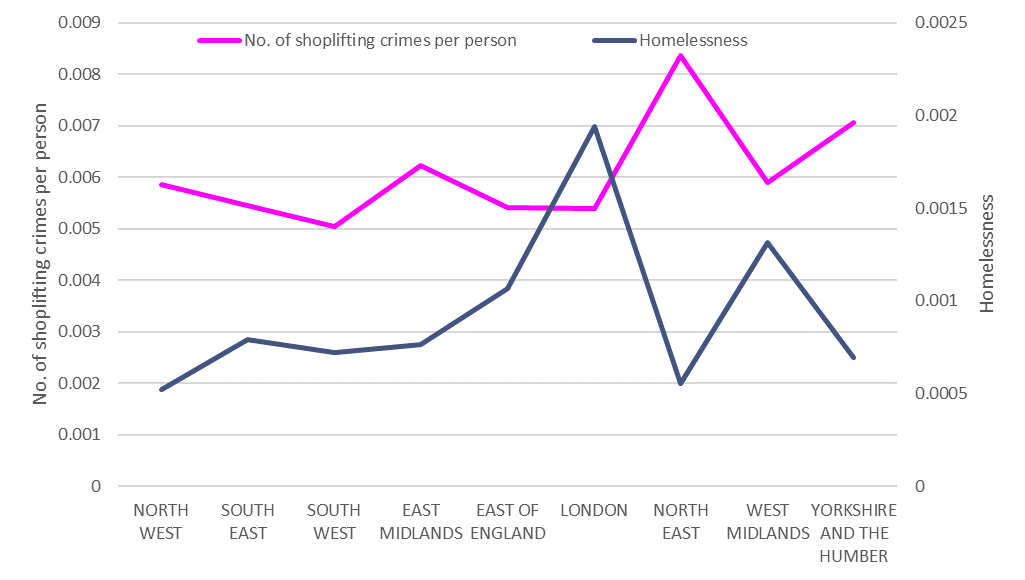 No. of shoplifting crimes per person
Homelessness
0.009
0.008
0.007
0.006
0.005
0.004
0.003
0.002
0.001
0
No. of shoplifting crimes per person
0.0025
0.002
0.0015
0.001
0.0005
0
Homelessness
NORTH
WEST
SOUTH
EAST
SOUTH
WEST
EAST
MIDLANDS
EAST OF
ENGLAND
LONDON
NORTH
EAST
WEST
MIDLANDS
YORKSHIRE
AND THE
HUMBER